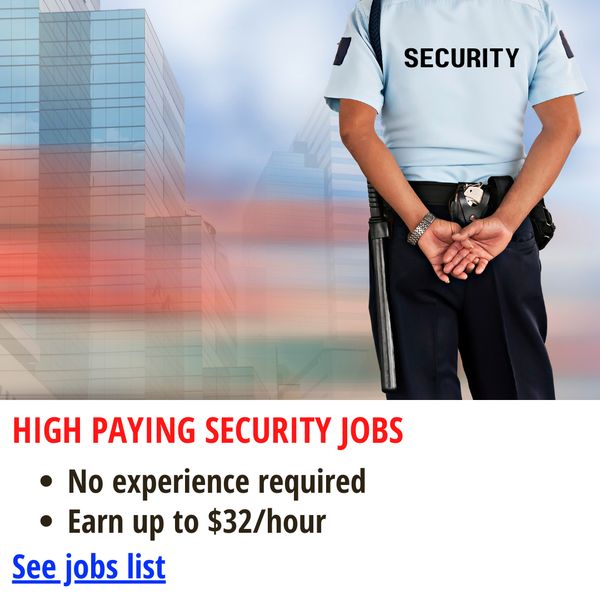 SECURITY
HIGH PAYING SECURITY JOBS
• No experience required
• Earn up to $32/hour
See jobs list